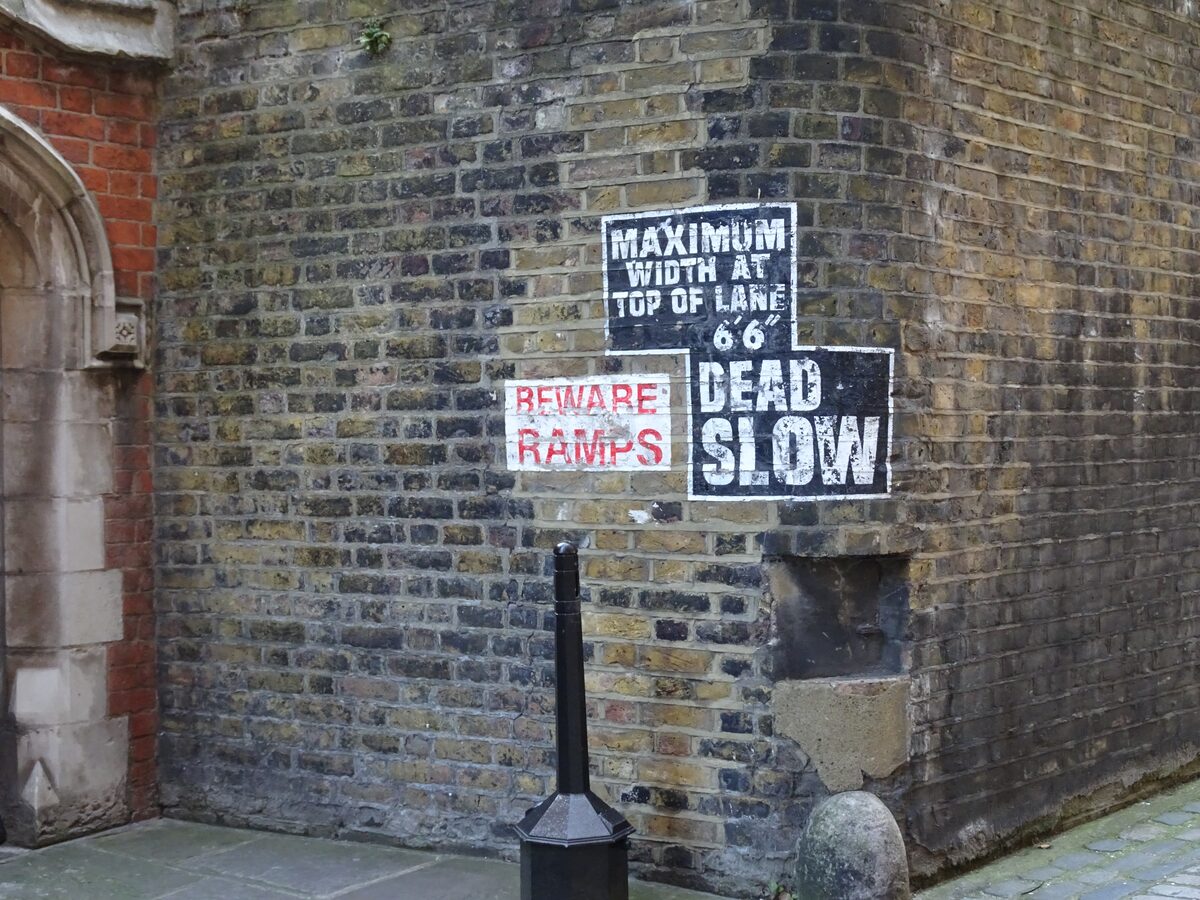 MAXIMUM
WIDTH AT
TOP OF LANE
6'6"
DEAD
SLOW
BEWARE
RAMPS